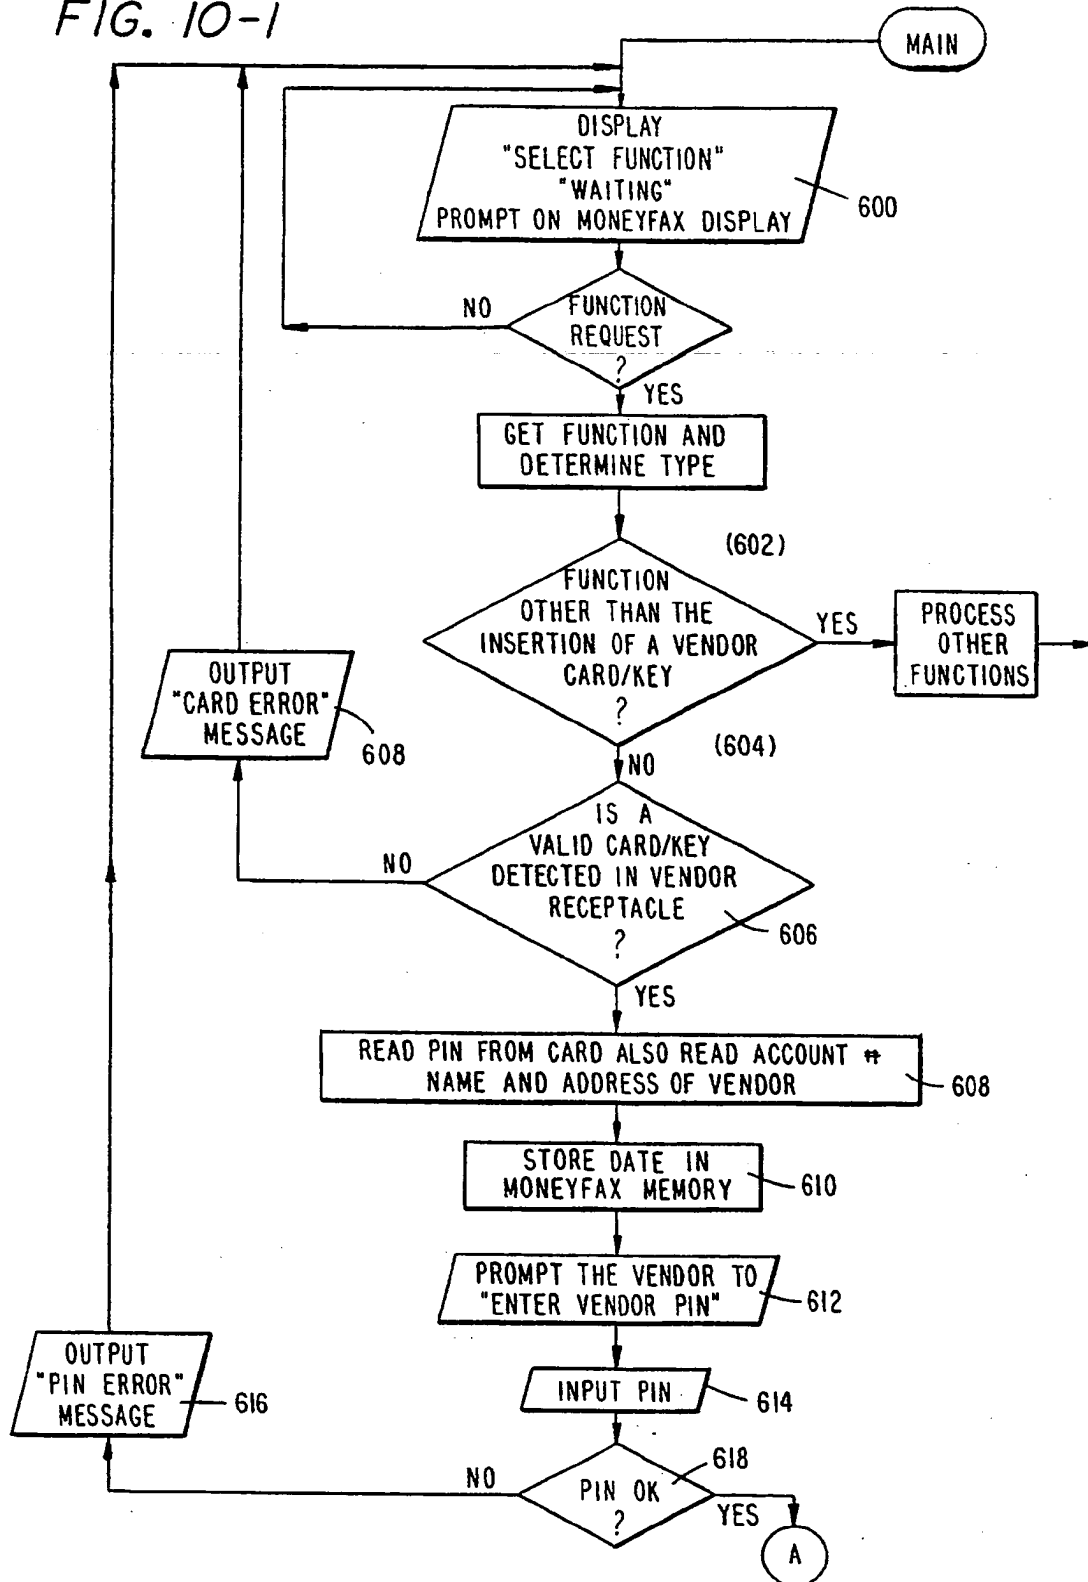 FIG. 10-1
MAIN
DISPLAY
"SELECT FUNCTION"
"WAITING"
PROMPT ON MONEYFAX DISPLAY
600
NO
FUNCTION
REQUEST
?
YES
GET FUNCTION AND
DETERMINE TYPE
(602)
FUNCTION
OTHER THAN THE
INSERTION OF A VENDOR
CARD/KEY
?
YES
PROCESS
OTHER
FUNCTIONS
OUTPUT
"CARD ERROR"
MESSAGE
608
(604)
NO
IS A
VALID CARD/KEY
DETECTED IN VENDOR
RECEPTACLE
?
NO
606
YES
READ PIN FROM CARD ALSO READ ACCOUNT #
NAME AND ADDRESS OF VENDOR
608
STORE DATE IN
MONEYFAX MEMORY
610
PROMPT THE VENDOR TO
"ENTER VENDOR PIN"
612
OUTPUT
"PIN ERROR"
MESSAGE
616
INPUT PIN
614
618
NO
PIN OK
?
YES
A